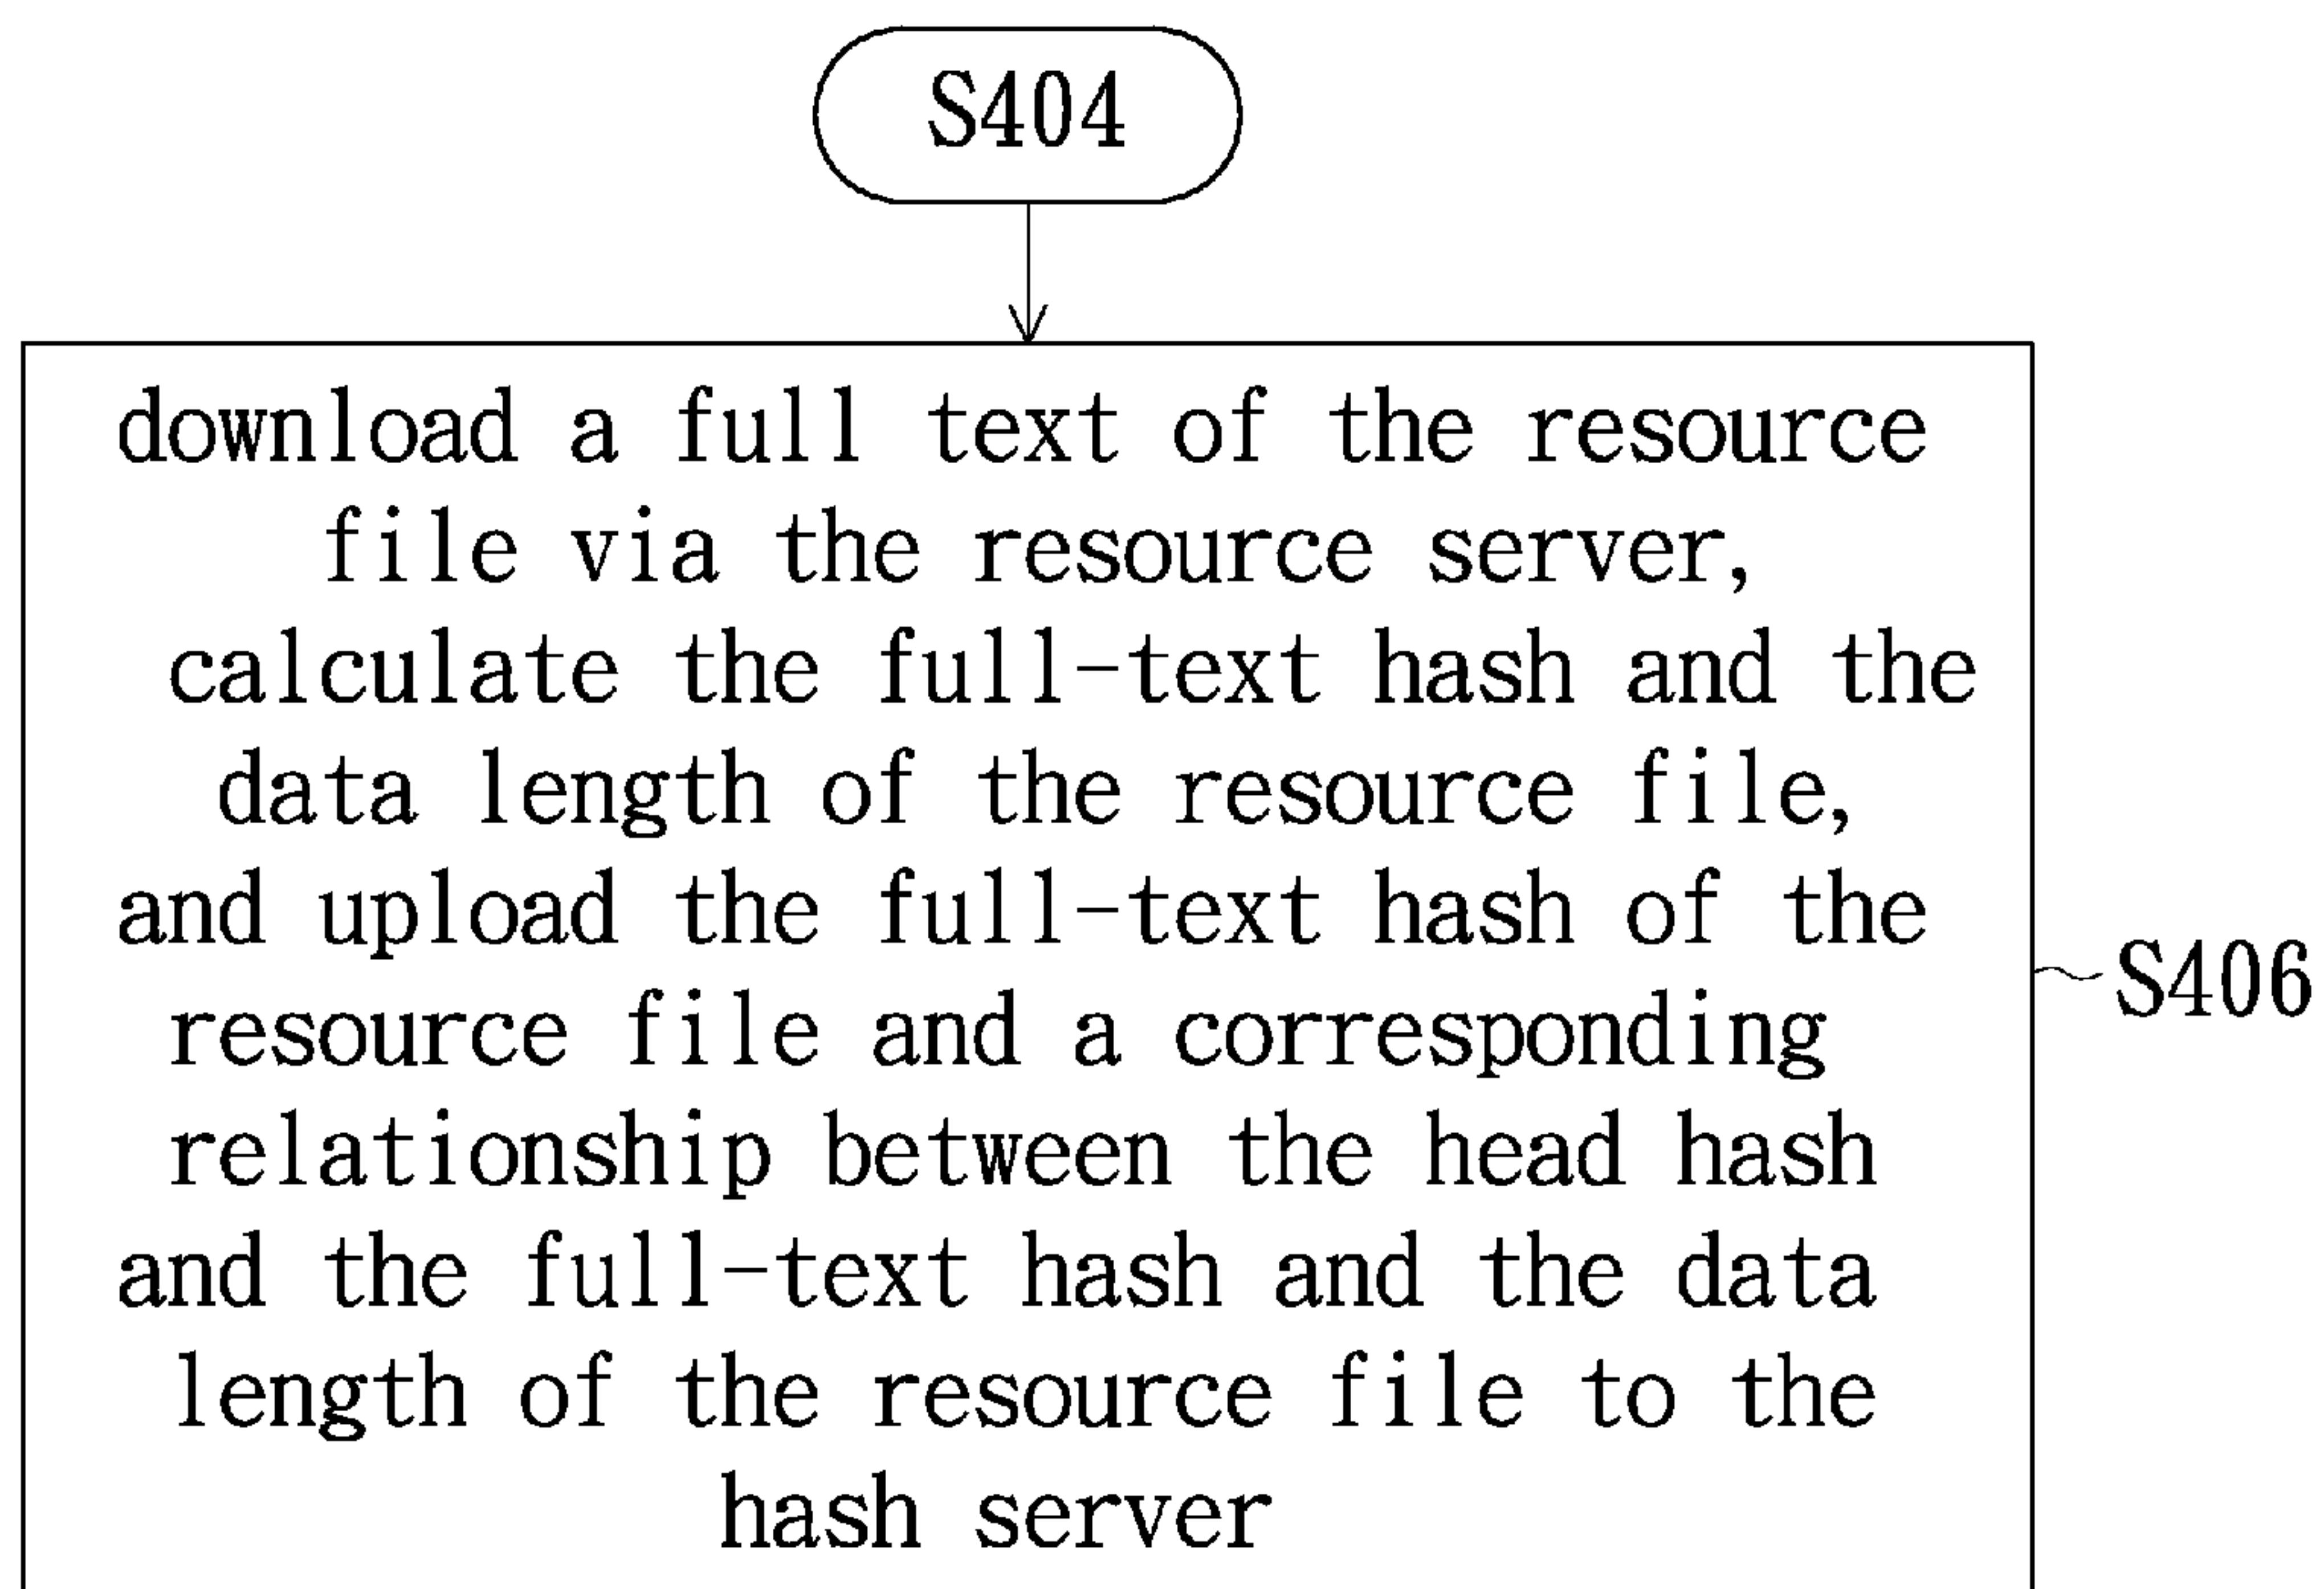 S404
download a full text of the resource
file via the resource server,
calculate the full-text hash and the
data length of the resource file,
and upload the full-text hash of the
resource file and a corresponding
relationship between the head hash
and the full-text hash and the data
length of the resource file to the
hash server
S406